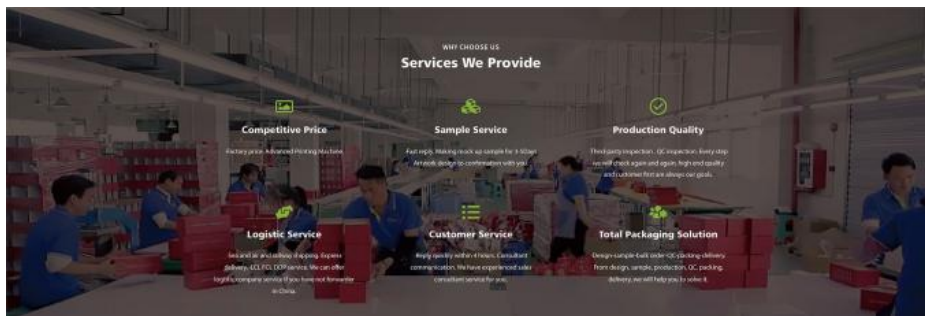 WHY CHOOSE US
Services We Provide
Competitive Price
Sample Service
Production Quality
Factory price. Advanced Printing Machine.
Fast reply. Making mock up sample for 3-5Days
Artwork design to confirmation with you.
Third party inspection , QC inspection, Every step
we will check again and again, high end quality
and customer first are always our goals.
Logistic Service
Customer Service
Total Packaging Solution
Sea and air and railway shipping. Express
delivery, LCL FCL DDP service. We can offer
logistic company service if you have not forwarder
in China.
Reply quickly within 4 hours. Consultant
communication. We have experienced sales
consultant service for you.
Design-sample-bulk order-QC-packing-delivery.
From design, sample, production, QC, packing,
delivery, we will help you to solve it.